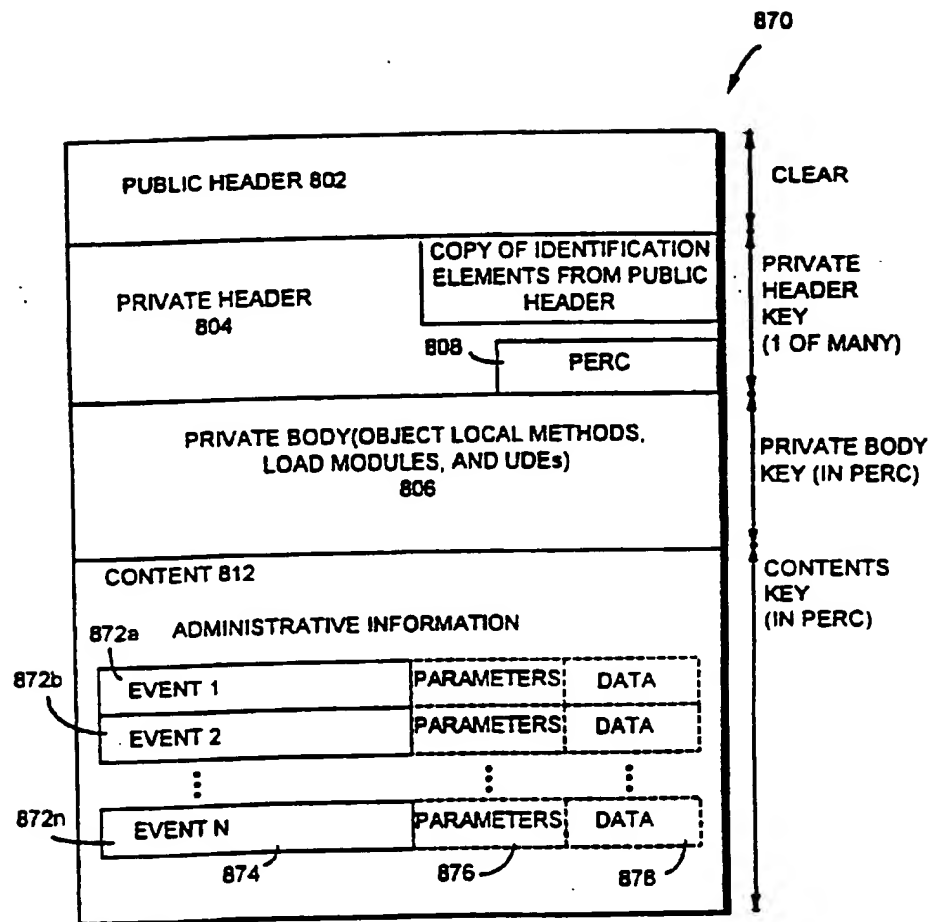 870
PUBLIC HEADER 802
CLEAR
PRIVATE HEADER
804
COPY OF IDENTIFICATION
ELEMENTS FROM PUBLIC
HEADER
808
PERC
PRIVATE
HEADER
KEY
(1 OF MANY)
PRIVATE BODY(OBJECT LOCAL METHODS,
LOAD MODULES, AND UDEs)
806
PRIVATE BODY
KEY (IN PERC)
CONTENT 812
CONTENTS
KEY
(IN PERC)
ADMINISTRATIVE INFORMATION
872a
872b
EVENT 1 PARAMETERS DATA
EVENT 2 PARAMETERS DATA
872n
EVENT N PARAMETERS DATA
874 876 878